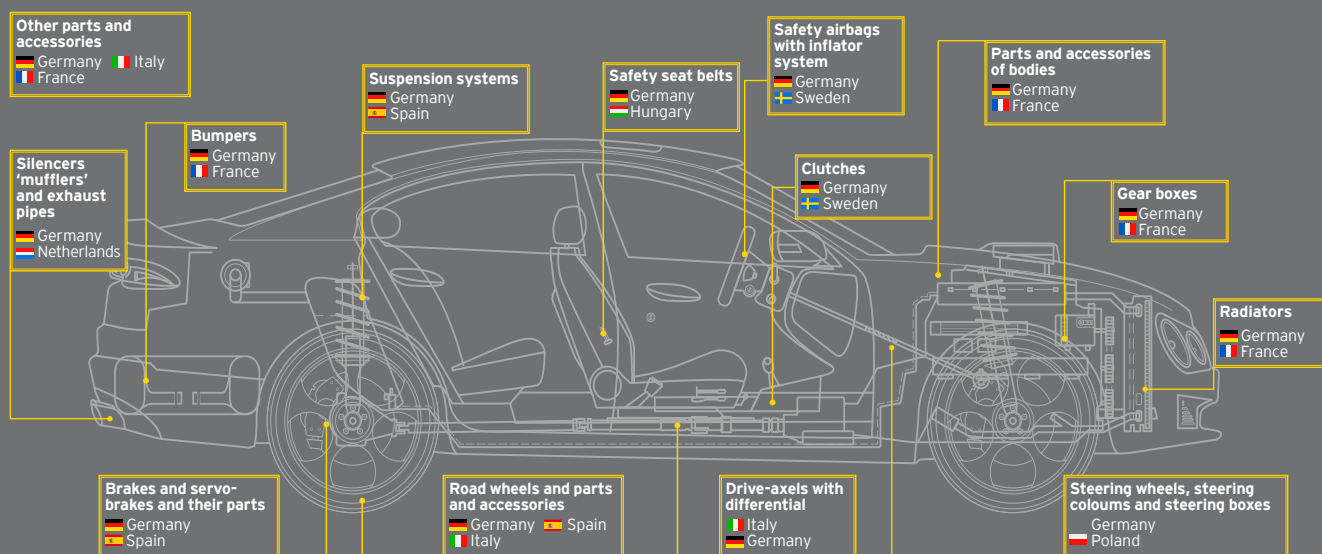 Other parts and
accessories
Germany Italy
France
Suspension systems
Germany
Spain
Safety seat belts
Germany
Hungary
Safety airbags
with inflator
system
Germany
Sweden
Parts and accessories
of bodies
Germany
France
Bumpers
Germany
France
Silencers
‘mufflers’
and exhaust
pipes
Germany
Netherlands
Clutches
Germany
Sweden
Gear boxes
Germany
France
Radiators
Germany
France
Brakes and servo-
brakes and their parts
Germany
Spain
Road wheels and parts
and accessories
Germany Spain
Italy
Drive-axels with
differential
Italy
Germany
Steering wheels, steering
coloums and steering boxes
Germany
Poland